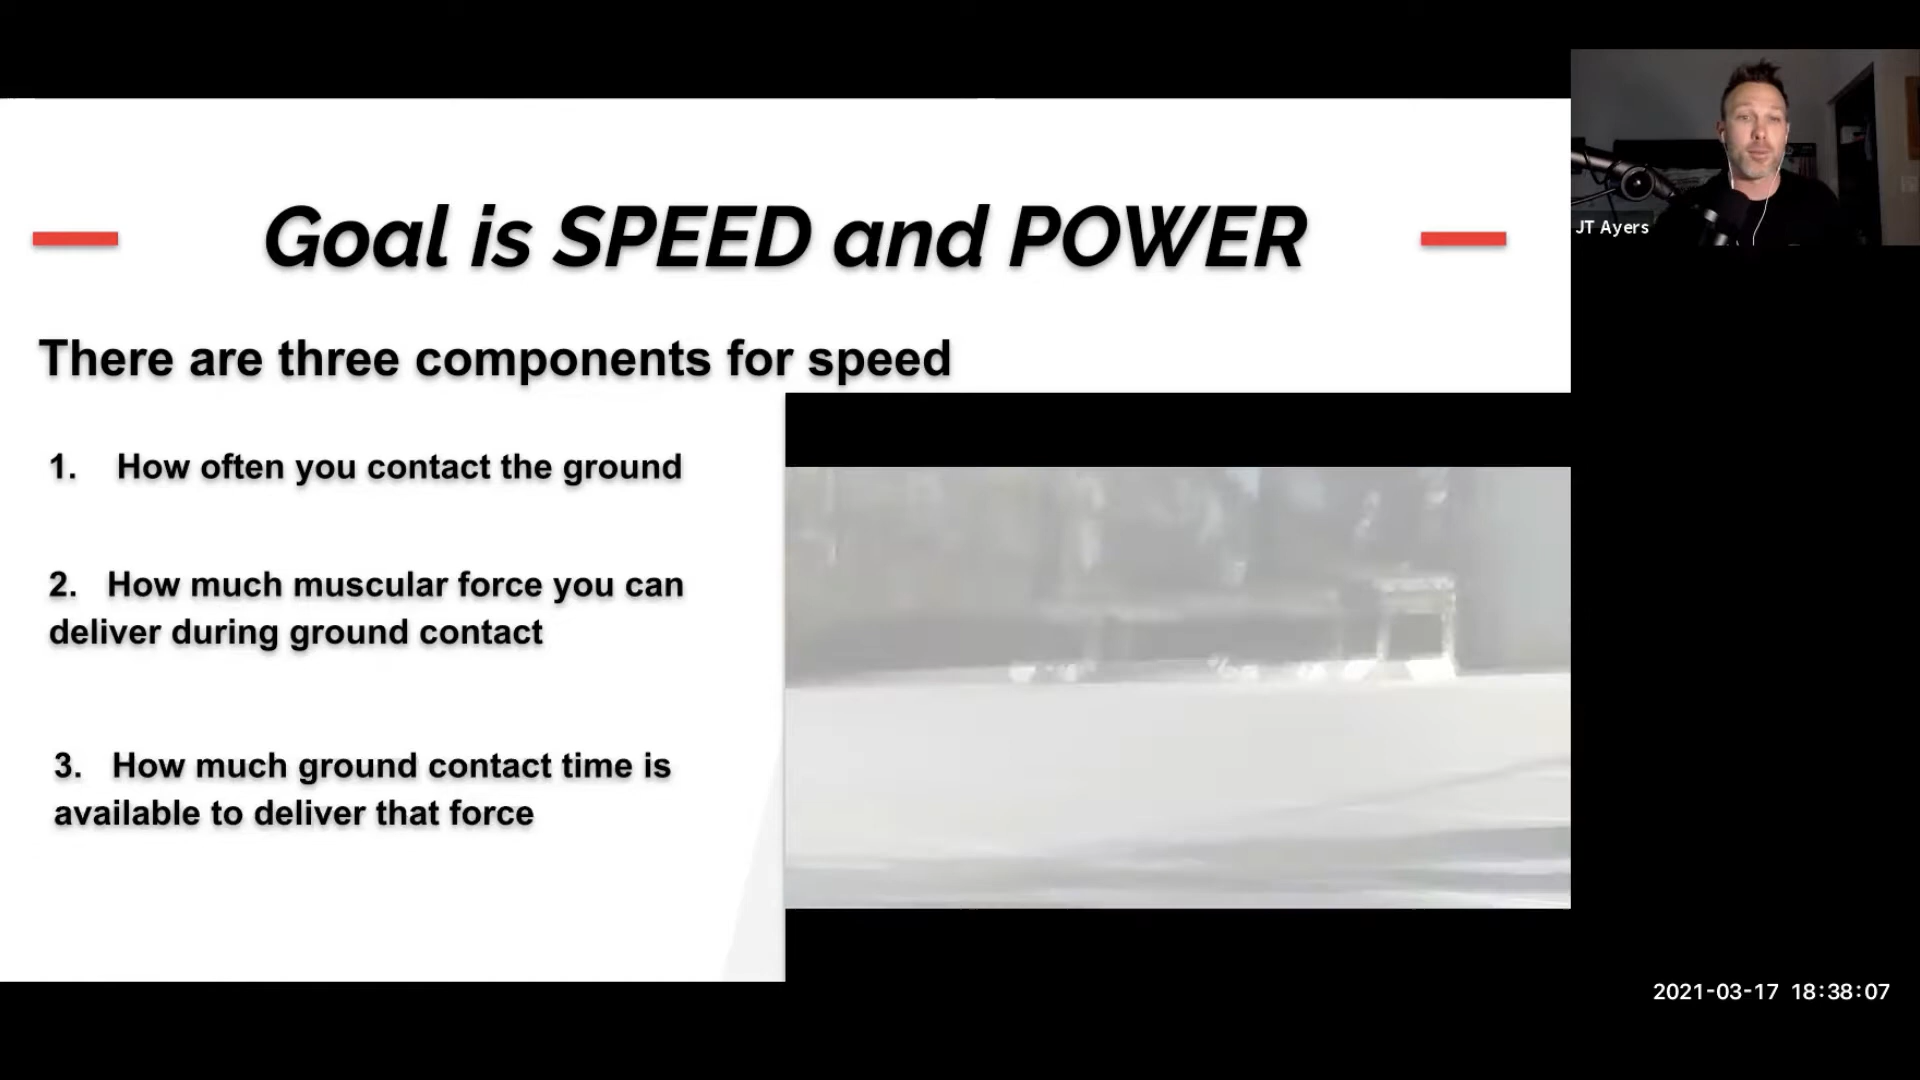 Goal is SPEED and POWER
JT Ayers
There are three components for speed
1. How often you contact the ground
2. How much muscular force you can
deliver during ground contact
3. How much ground contact time is
available to deliver that force
2021-03-17 18:38:07